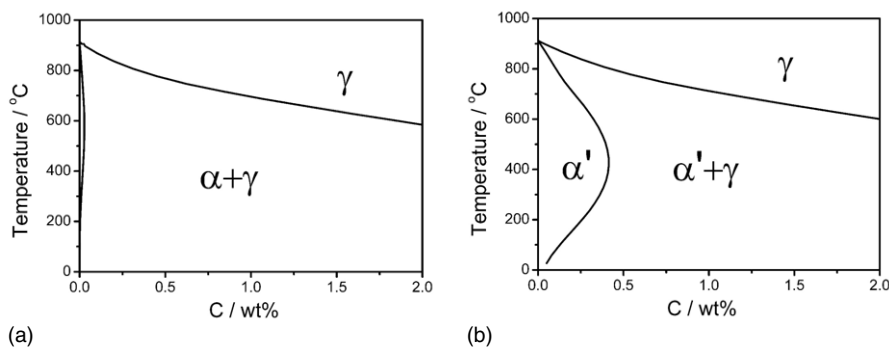 1000
800
600
400
200
0
Temperature / °C
γ
α+γ
0.0 0.5 1.0 1.5 2.0
C / wt%
(a)
1000
800
600
400
200
0
Temperature / °C
γ
α'
α'+γ
0.0 0.5 1.0 1.5 2.0
C / wt%
(b)